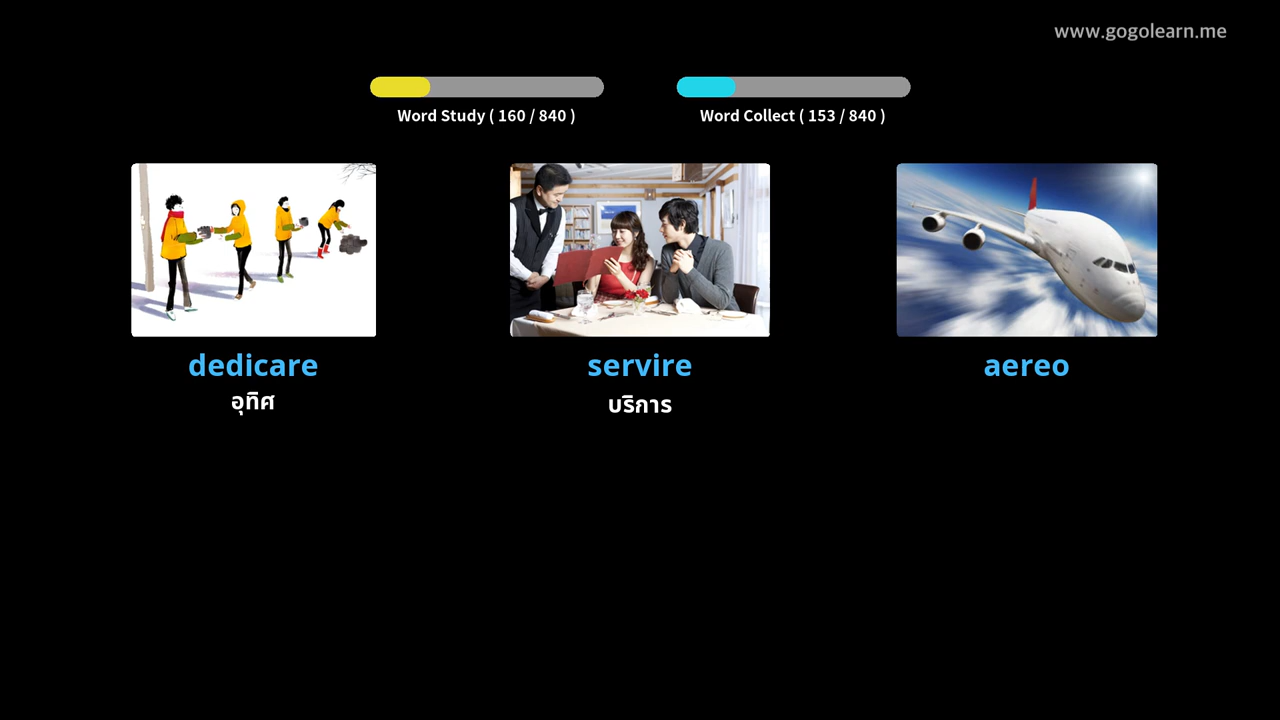 www.gogolearn.me
Word Study ( 160 / 840 )
Word Collect ( 153 / 840 )
dedicare
อุทิศ
servire
บริการ
aereo